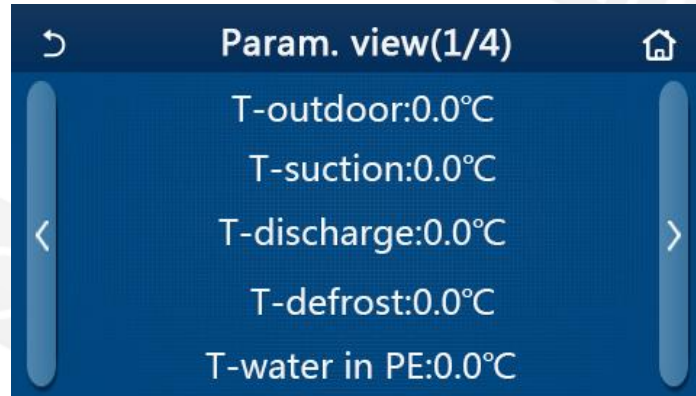 Param. view(1/4)
T-outdoor:0.0℃
T-suction:0.0℃
T-discharge:0.0℃
T-defrost:0.0℃
T-water in PE:0.0℃